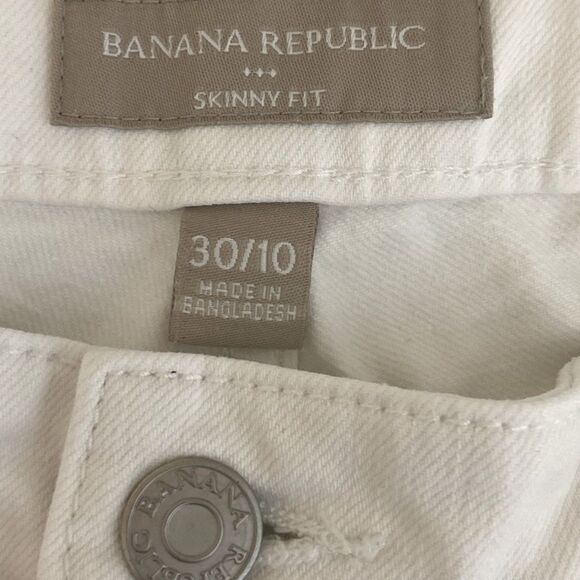 BANANA REPUBLIC
SKINNY FIT
30/10
MADE IN
BANGLADESH
BANANA REPUBLIC